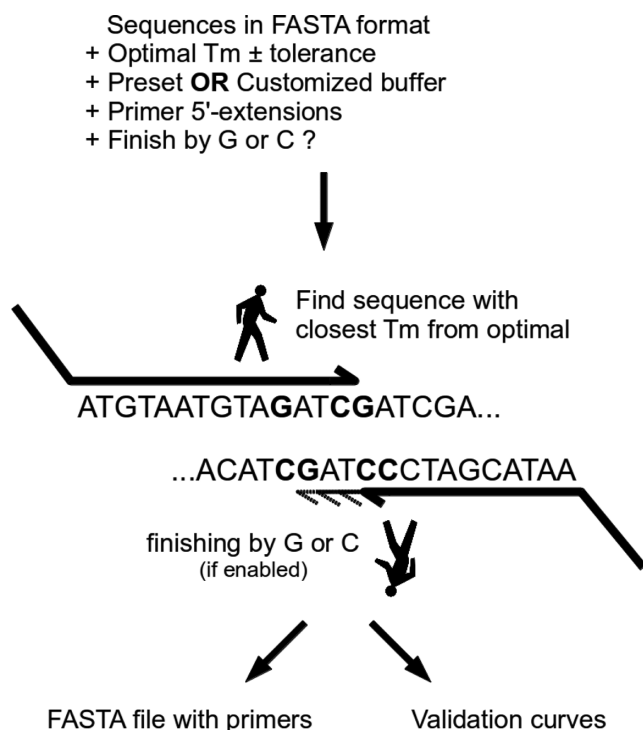 Sequences in FASTA format
+ Optimal Tm ± tolerance
+ Preset OR Customized buffer
+ Primer 5'-extensions
+ Finish by G or C ?
Find sequence with
closest Tm from optimal
ATGTAATGTAGATCGATCGA...
...ACATCGATCCCTAGCATAA
finishing by G or C
(if enabled)
FASTA file with primers
Validation curves